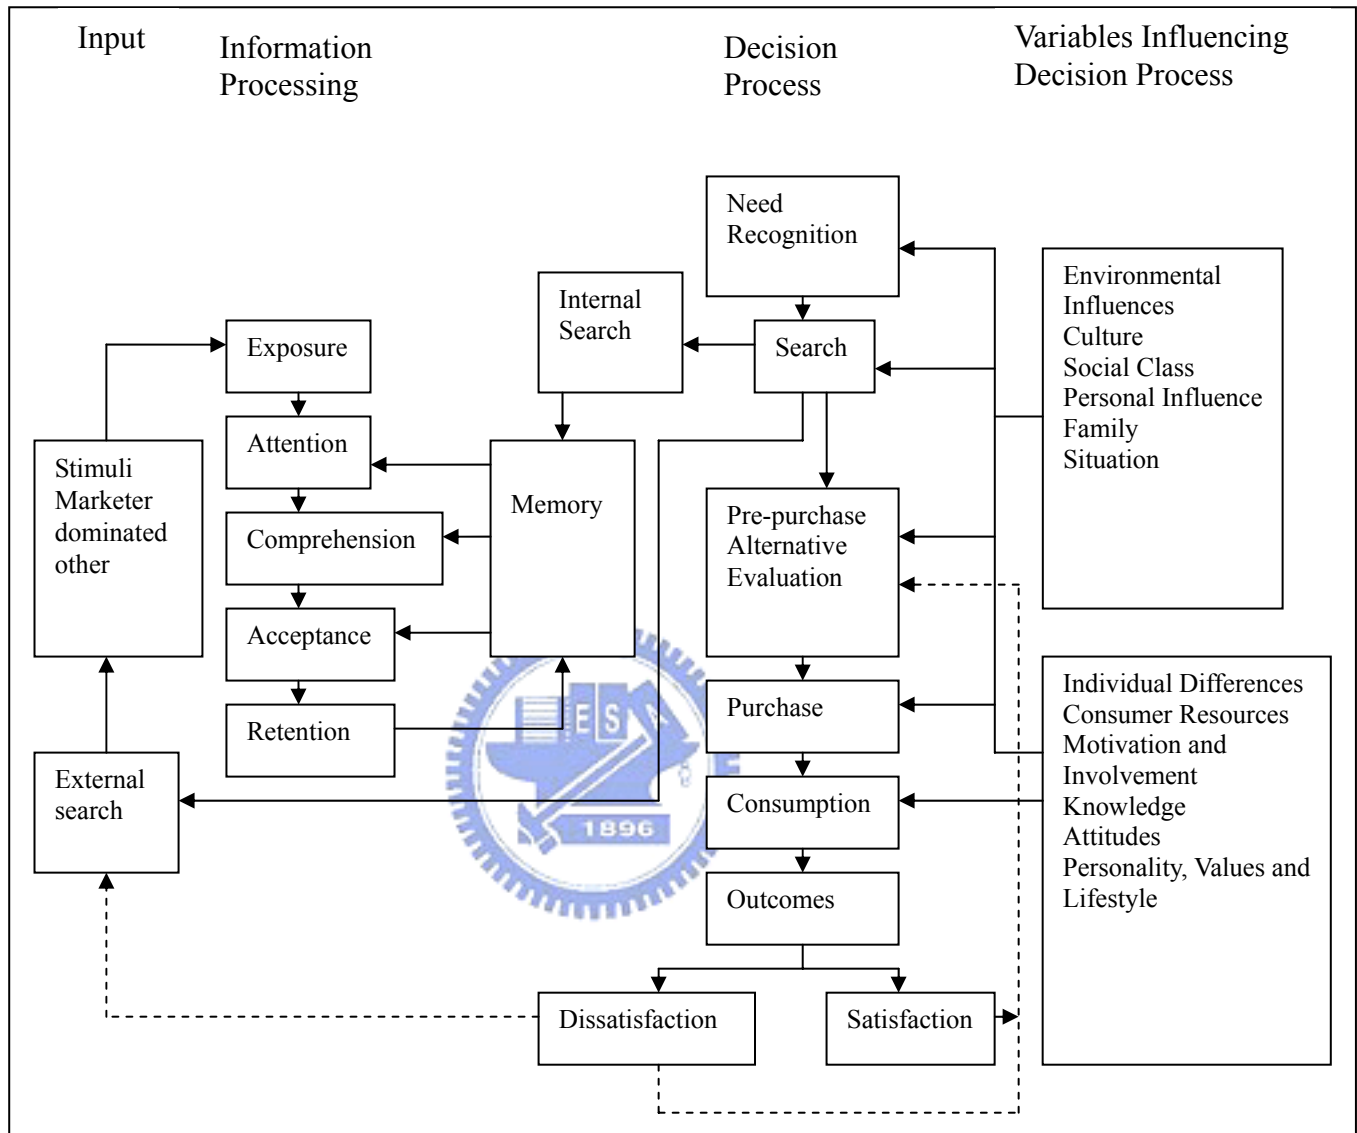 Input
Information
Processing
Decision
Process
Variables Influencing
Decision Process
Need
Recognition
Internal
Search
Search
Exposure
Attention
Comprehension
Acceptance
Retention
Memory
Stimuli
Marketer
dominated
other
External
search
Pre-purchase
Alternative
Evaluation
Purchase
Consumption
Outcomes
Dissatisfaction
Satisfaction
Environmental
Influences
Culture
Social Class
Personal Influence
Family
Situation
Individual Differences
Consumer Resources
Motivation and
Involvement
Knowledge
Attitudes
Personality, Values and
Lifestyle
E S A
1896